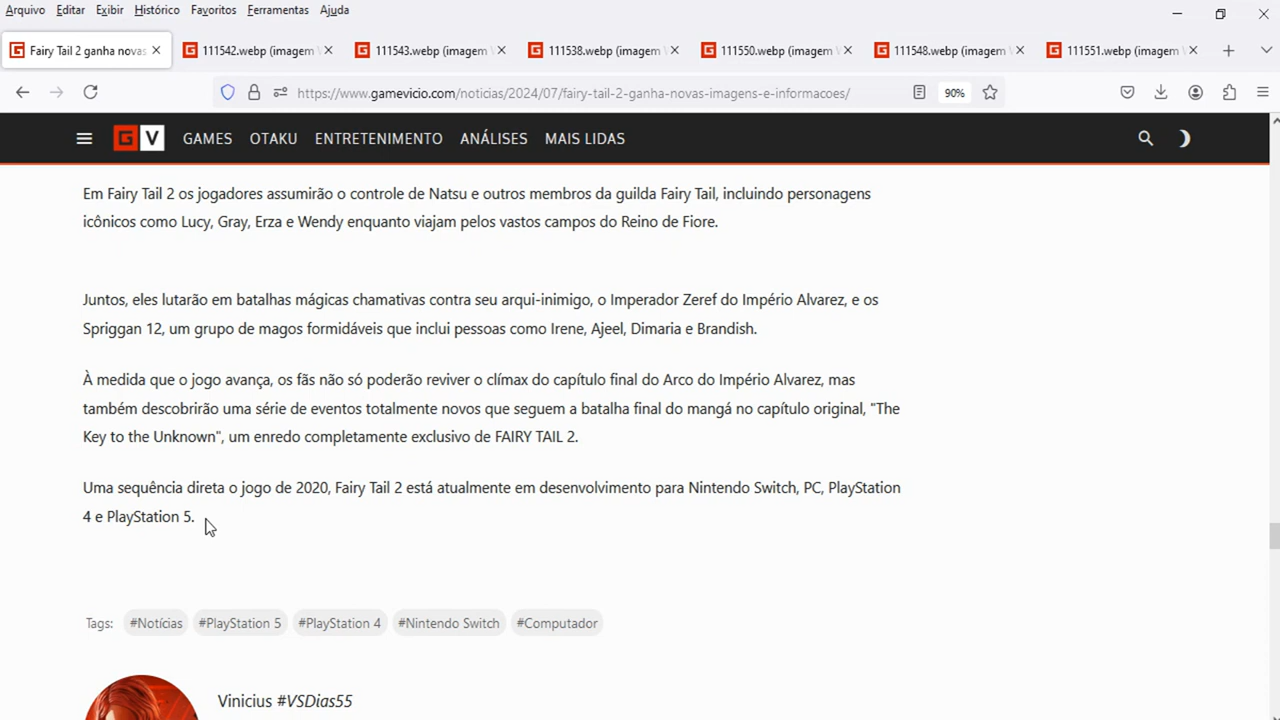 Arquivo Editar Exibir Histórico Favoritos Ferramentas Ajuda
Fairy Tail 2 ganha novas 111542.webp (imagem 111543.webp (imagem 111538.webp (imagem 111550.webp (imagem 111548.webp (imagem 111551.webp (imagem
https://www.gamevicio.com/noticias/2024/07/fairy-tail-2-ganha-novas-imagens-e-informacoes/ 90%
G V GAMES OTAKU ENTRETENIMENTO ANÁLISES MAIS LIDAS
Em Fairy Tail 2 os jogadores assumirão o controle de Natsu e outros membros da guilda Fairy Tail, incluindo personagens
icônicos como Lucy, Gray, Erza e Wendy enquanto viajam pelos vastos campos do Reino de Fiore.
Juntos, eles lutarão em batalhas mágicas chamativas contra seu arqui-inimigo, o Imperador Zeref do Império Alvarez, e os
Spriggan 12, um grupo de magos formidáveis que inclui pessoas como Irene, Ajeel, Dimaria e Brandish.
À medida que o jogo avança, os fãs não só poderão reviver o clímax do capítulo final do Arco do Império Alvarez, mas
também descobrirão uma série de eventos totalmente novos que seguem a batalha final do mangá no capítulo original, "The
Key to the Unknown", um enredo completamente exclusivo de FAIRY TAIL 2.
Uma sequência direta o jogo de 2020, Fairy Tail 2 está atualmente em desenvolvimento para Nintendo Switch, PC, PlayStation
4 e PlayStation 5.
Tags: #Notícias #PlayStation 5 #PlayStation 4 #Nintendo Switch #Computador
Vinicius #VSDias55